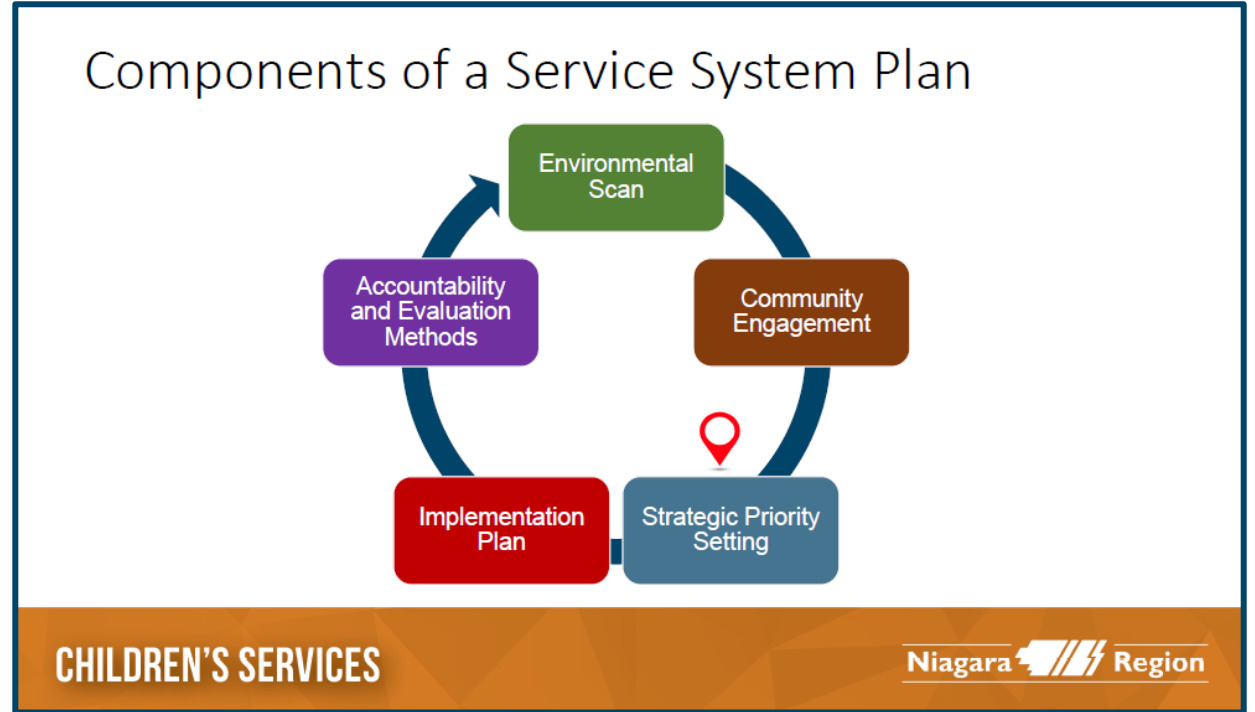 Components of a Service System Plan
Environmental
Scan
Community
Engagement
Strategic Priority
Setting
Implementation
Plan
Accountability
and Evaluation
Methods
CHILDREN'S SERVICES
Niagara Region